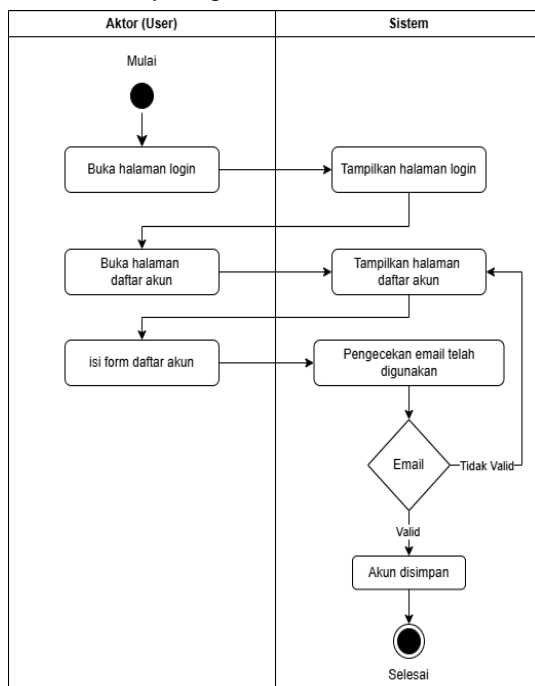 Aktor (User)
Sistem
Mulai
Buka halaman login
Tampilkan halaman login
Buka halaman
daftar akun
Tampilkan halaman
daftar akun
isi form daftar akun
Pengecekan email telah
digunakan
Email
Tidak Valid
Valid
Akun disimpan
Selesai